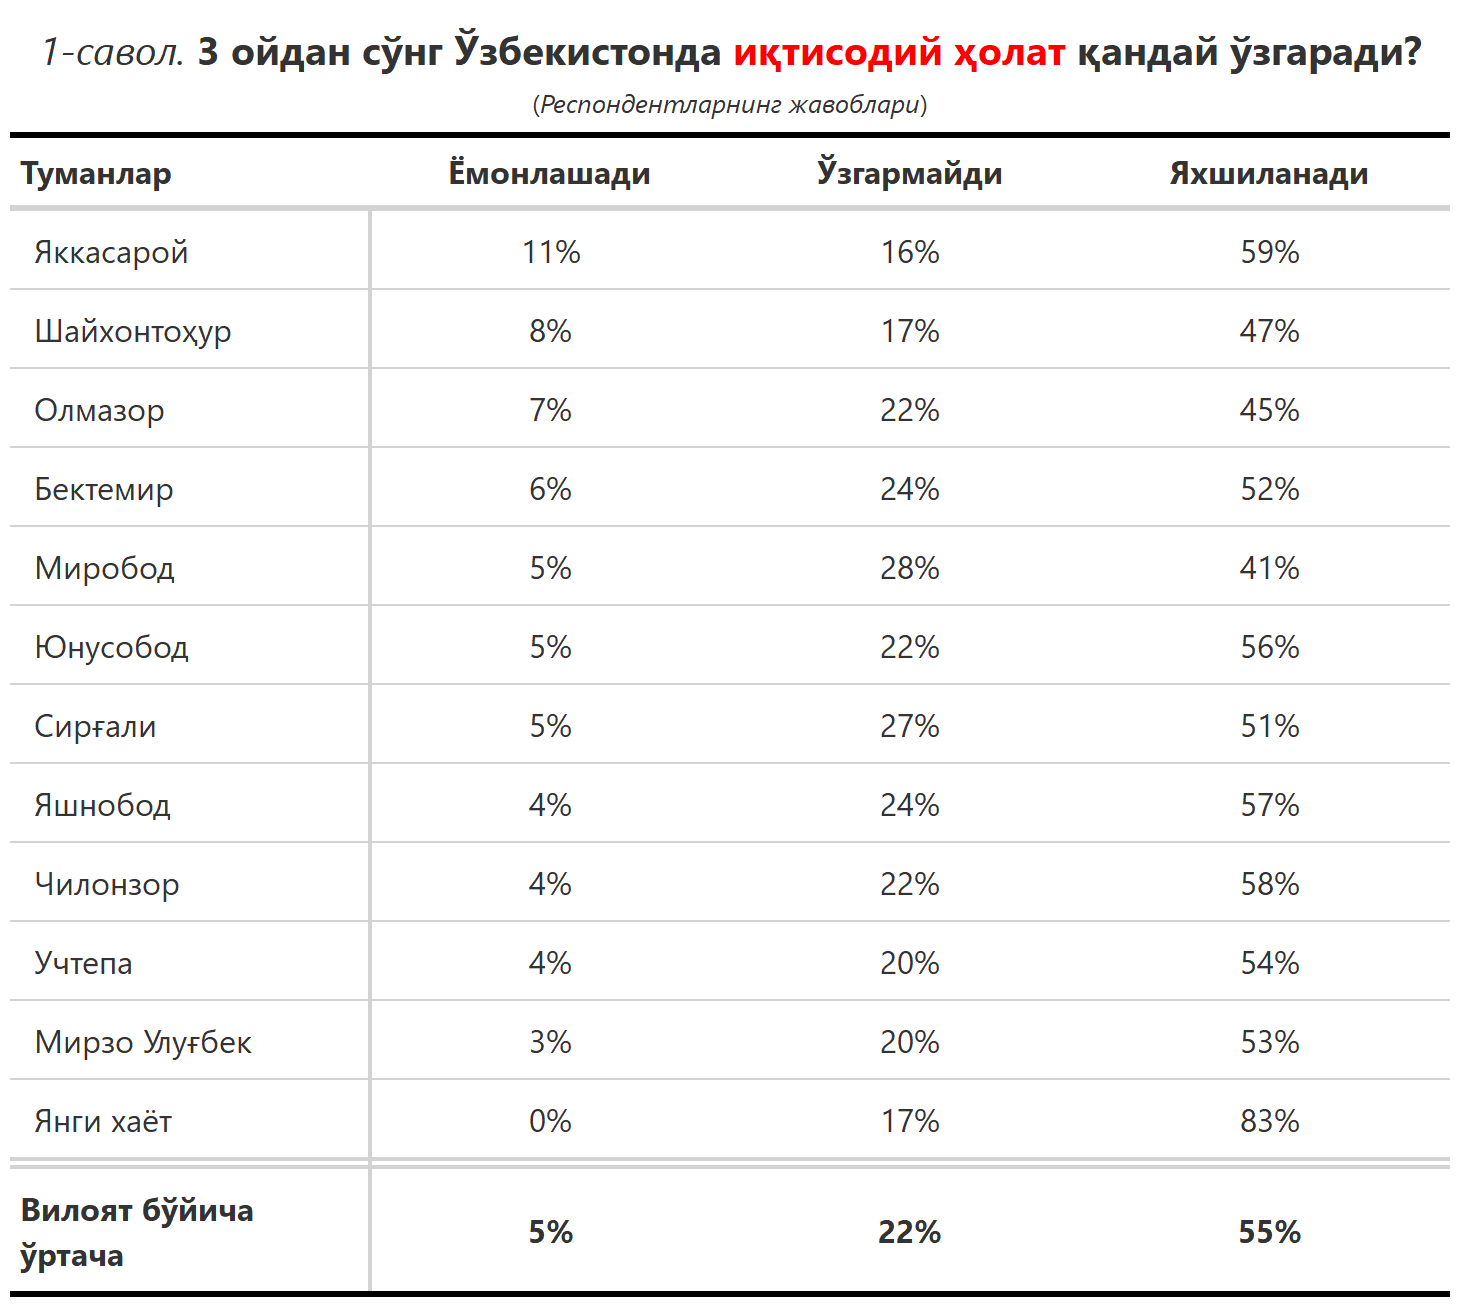 1-савол. 3 ойдан сўнг Ўзбекистонда иқтисодий ҳолат қандай ўзгаради?
(Респондентларнинг жавоблари)
Туманлар Ёмонлашади Ўзгармайди Яхшиланади
Яккасарой 11% 16% 59%
Шайхонтоҳур 8% 17% 47%
Олмазор 7% 22% 45%
Бектемир 6% 24% 52%
Миробод 5% 28% 41%
Юнусобод 5% 22% 56%
Сирғали 5% 27% 51%
Яшнобод 4% 24% 57%
Чилонзор 4% 22% 58%
Учтепа 4% 20% 54%
Мирзо Улуғбек 3% 20% 53%
Янги хаёт 0% 17% 83%
Вилоят бўйича
ўртача 5% 22% 55%